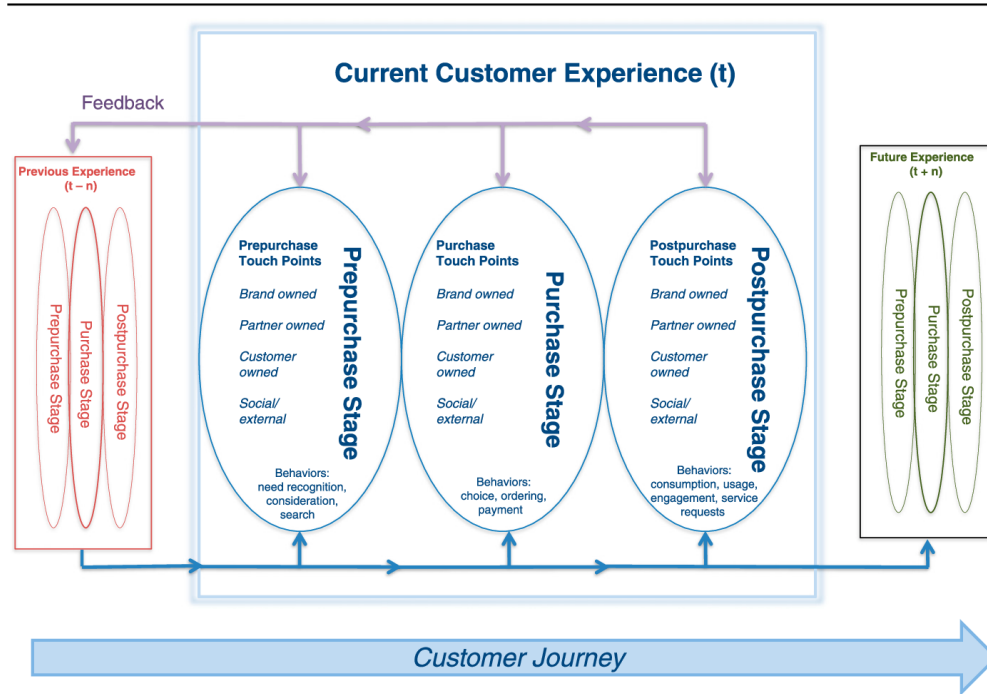 Current Customer Experience (t)
Feedback
Previous Experience
(t – n)
Prepurchase Stage
Purchase Stage
Postpurchase Stage
Prepurchase
Touch Points
Brand owned
Partner owned
Customer
owned
Social/
external
Prepurchase Stage
Behaviors:
need recognition,
consideration,
search
Purchase
Touch Points
Brand owned
Partner owned
Customer
owned
Social/
external
Purchase Stage
Behaviors:
choice, ordering,
payment
Postpurchase
Touch Points
Brand owned
Partner owned
Customer
owned
Social/
external
Postpurchase Stage
Behaviors:
consumption, usage,
engagement, service
requests
Future Experience
(t + n)
Prepurchase Stage
Purchase Stage
Postpurchase Stage
Customer Journey